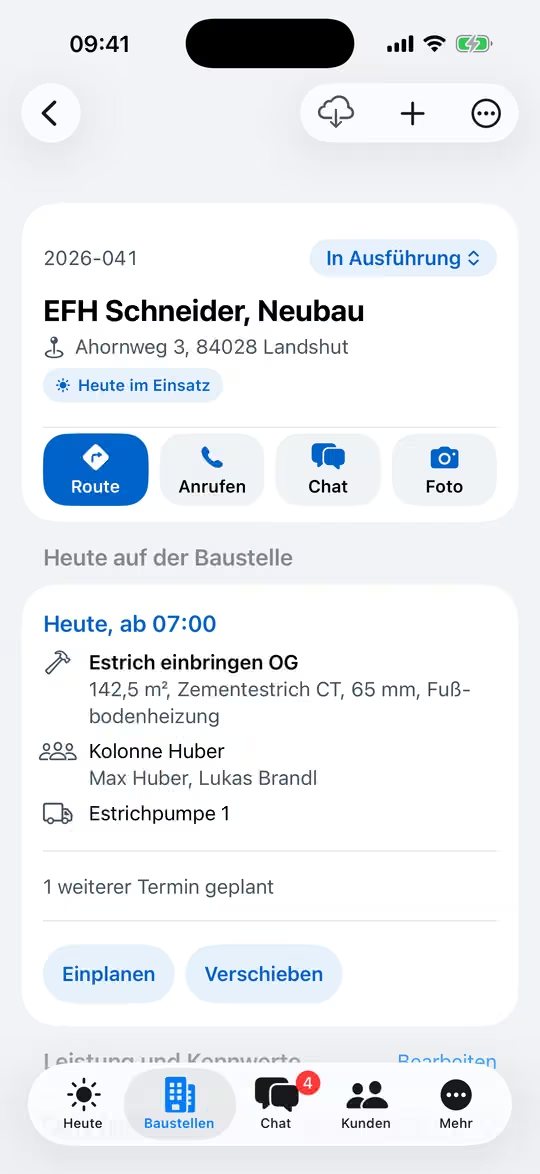 09:41
2026-041
In Ausführung
EFH Schneider, Neubau
Ahornweg 3, 84028 Landshut
Heute im Einsatz
Route
Anrufen
Chat
Foto
Heute auf der Baustelle
Heute, ab 07:00
Estrich einbringen OG
142,5 m², Zementestrich CT, 65 mm, Fuß-
bodenheizung
Kolonne Huber
Max Huber, Lukas Brandl
Estrichpumpe 1
1 weiterer Termin geplant
Einplanen
Verschieben
Leistung und Kennwerte
Bearbeiten
4
Heute
Baustellen
Chat
Kunden
Mehr